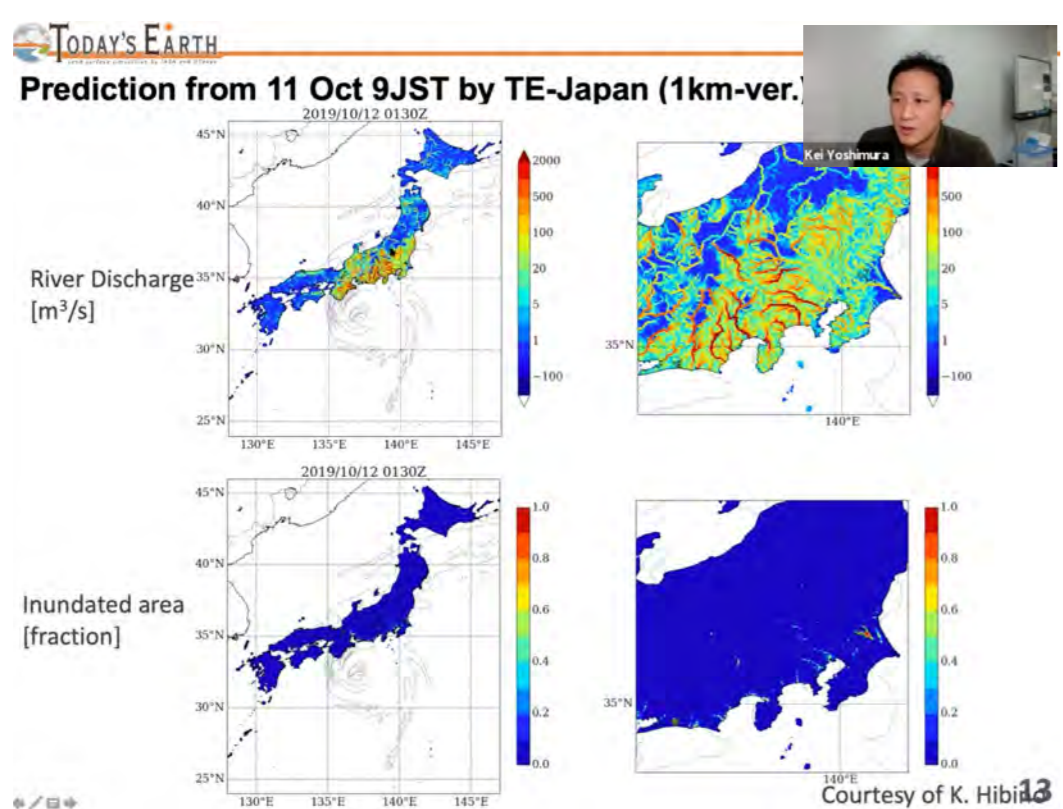 TODAY'S EARTH
Prediction from 11 Oct 9JST by TE-Japan (1km-ver.)
Kei Yoshimura
2019/10/12 0130Z
45°N
40°N
35°N
30°N
25°N
130°E 135°E 140°E 145°E
2000
500
100
20
5
1
−100
35°N
140°E
500
100
20
5
1
−100
River Discharge
[m³/s]
2019/10/12 0130Z
45°N
40°N
35°N
30°N
25°N
130°E 135°E 140°E 145°E
1.0
0.8
0.6
0.4
0.2
0.0
35°N
140°E
1.0
0.8
0.6
0.4
0.2
0.0
Inundated area
[fraction]
Courtesy of K. Hibino
13